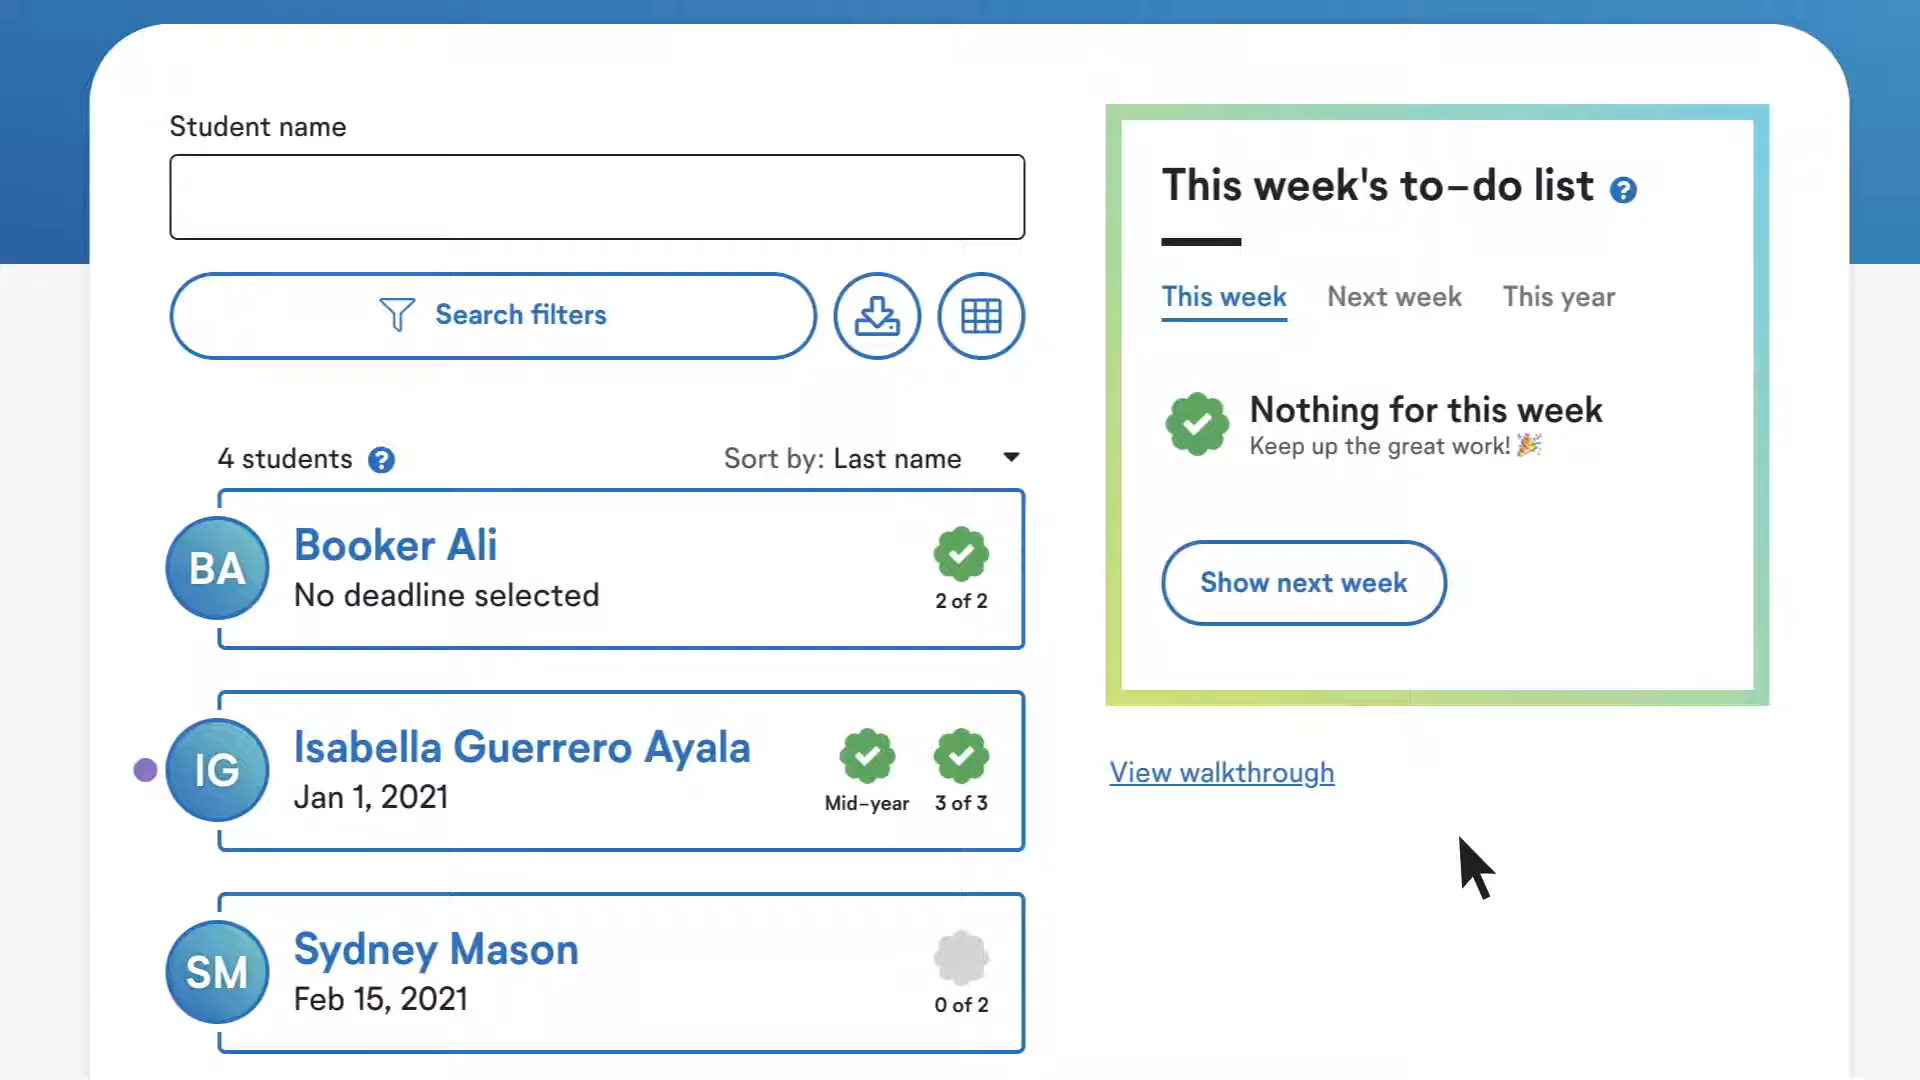 Student name
Search filters
4 students ?
Sort by: Last name
BA
Booker Ali
No deadline selected
2 of 2
IG
Isabella Guerrero Ayala
Jan 1, 2021
Mid-year
3 of 3
SM
Sydney Mason
Feb 15, 2021
0 of 2
This week's to-do list ?
This week Next week This year
Nothing for this week
Keep up the great work! 🎉
Show next week
View walkthrough